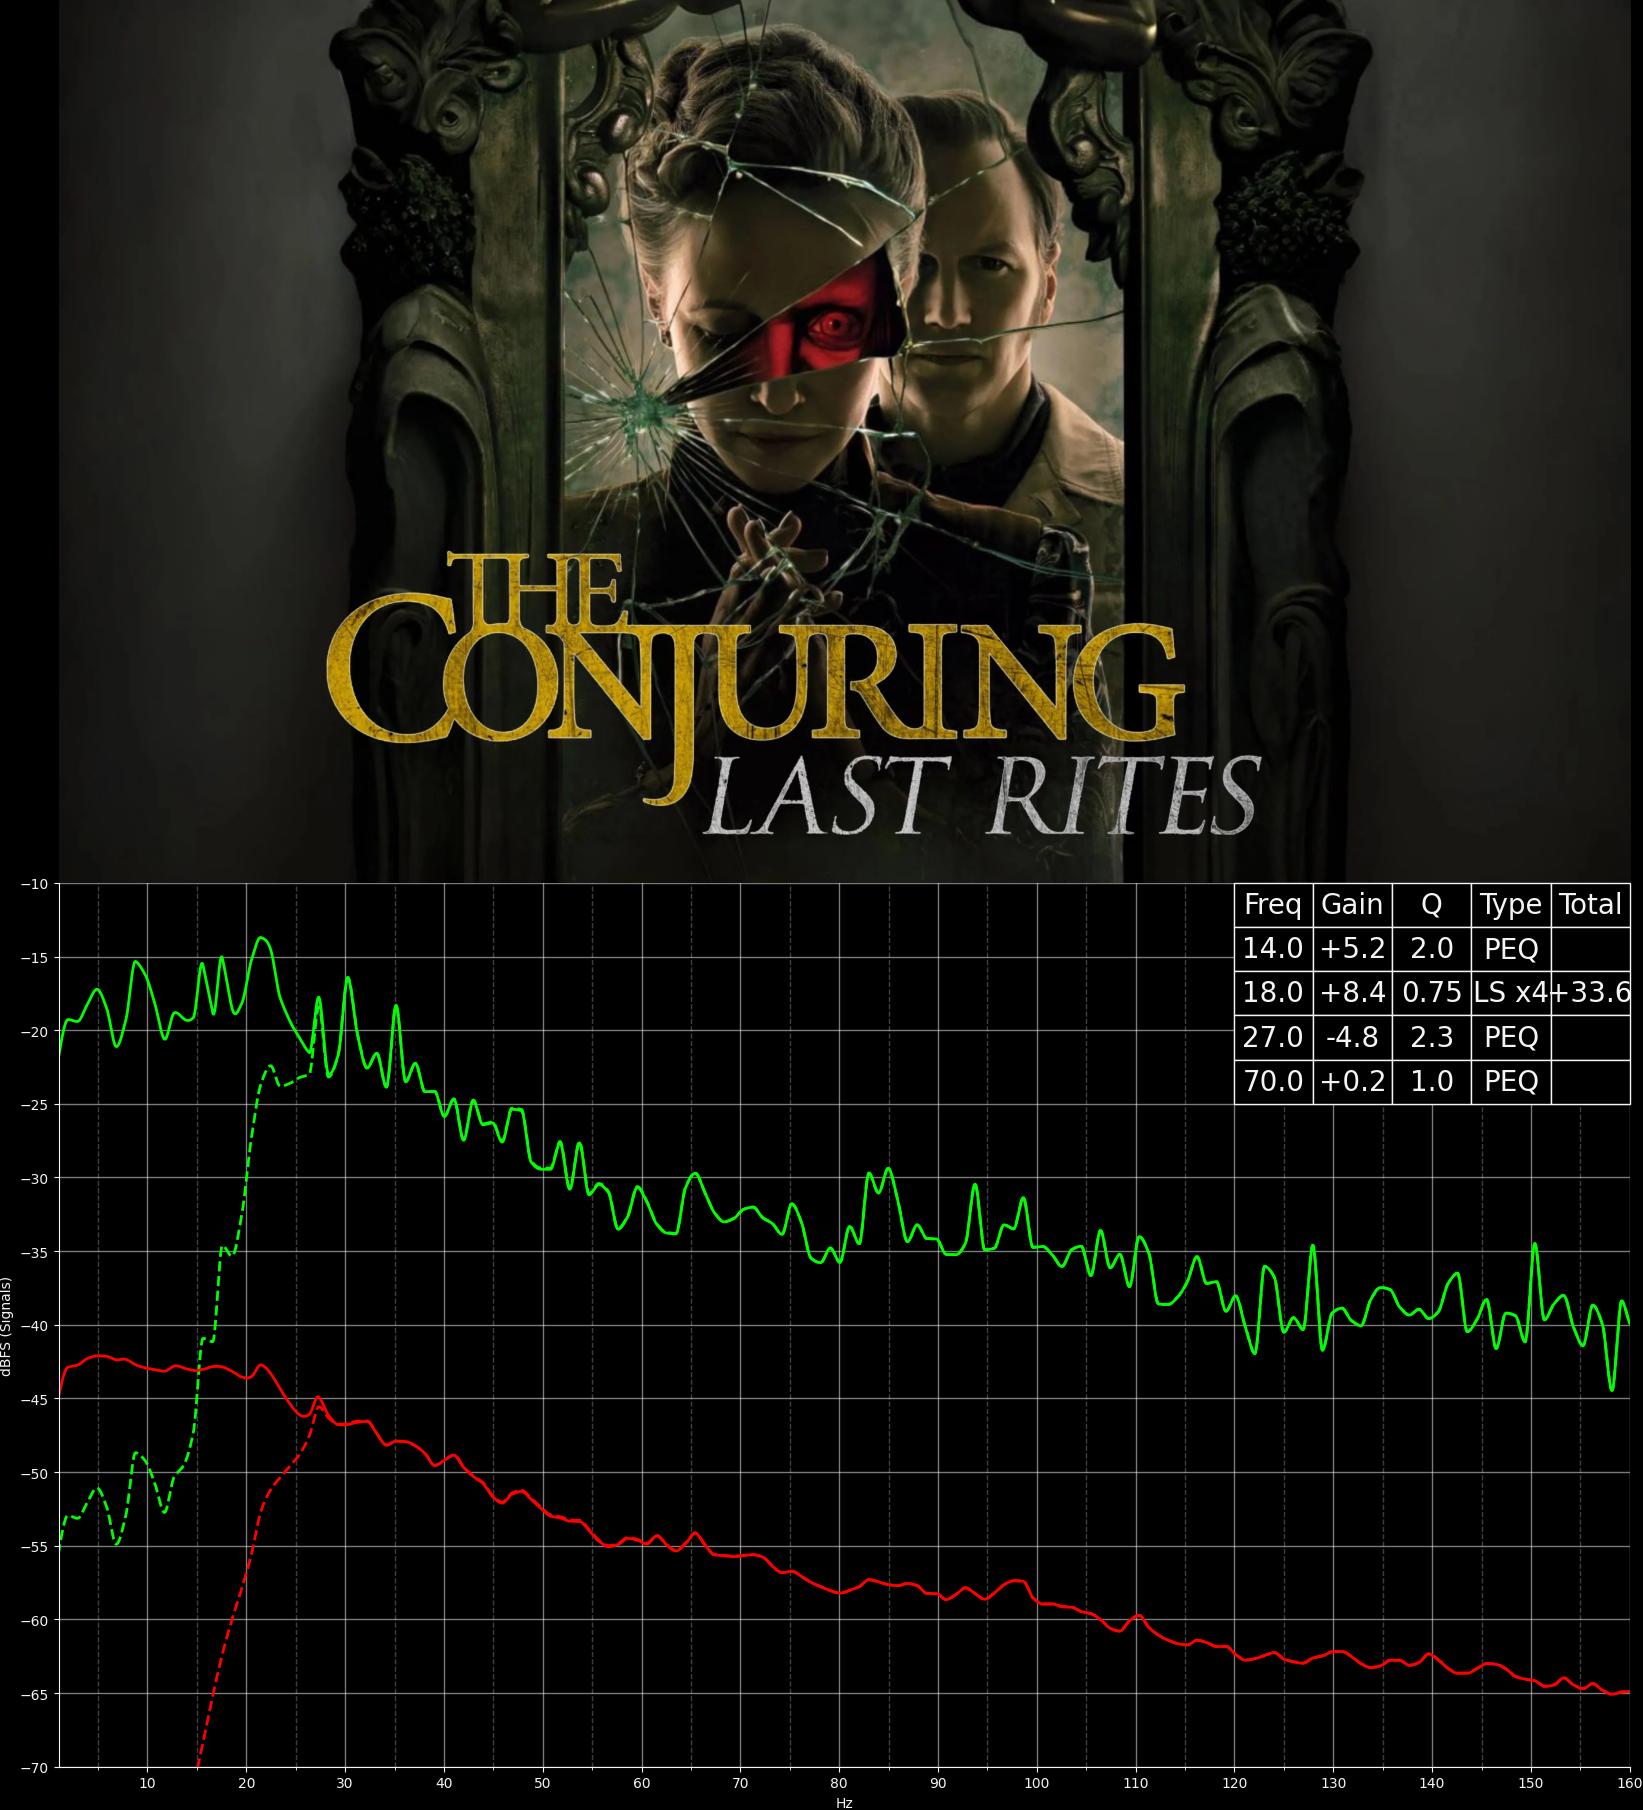 THE
CONJURING
LAST RITES
Freq Gain Q Type Total
14.0 +5.2 2.0 PEQ
18.0 +8.4 0.75 LS x4 +33.6
27.0 -4.8 2.3 PEQ
70.0 +0.2 1.0 PEQ
−10
−15
−20
−25
−30
−35
−40
−45
−50
−55
−60
−65
−70
dBFS (Signals)
10 20 30 40 50 60 70 80 90 100 110 120 130 140 150 160
Hz